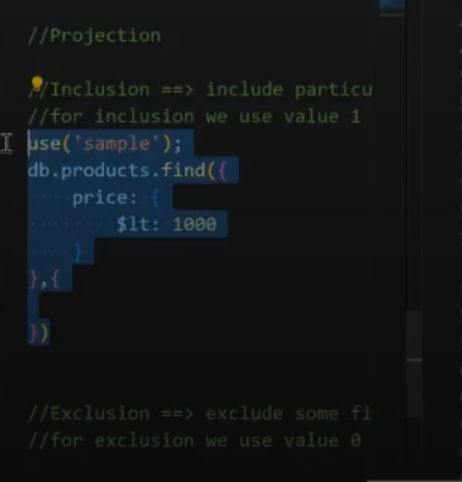 //Projection
//Inclusion ==> include particu
//for inclusion we use value 1
use('sample');
db.products.find({
price: {
$lt: 1000
}
},{
})
//Exclusion ==> exclude some fi
//for exclusion we use value 0